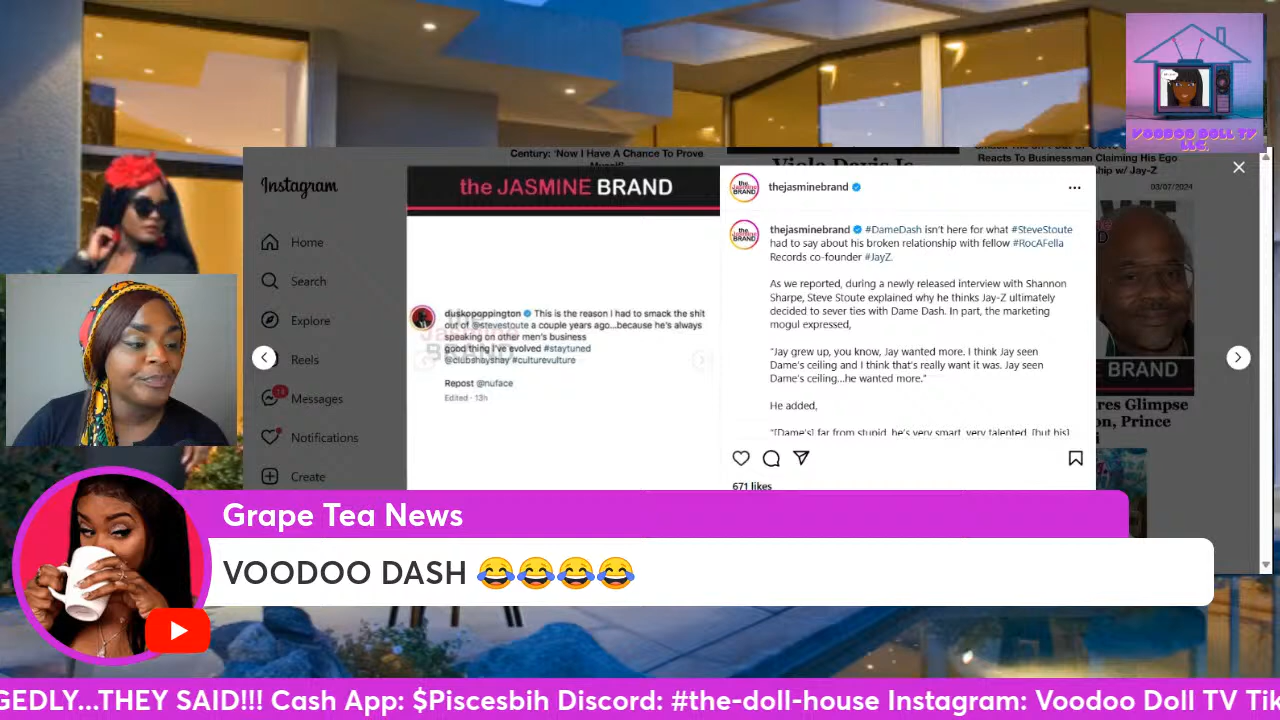 VOODOO DOLL TV
LLC.
Century: 'Now I Have A Chance To Prove
Viola Davis Is
Reacts To Businessman Claiming His Ego
ship w/ Jay-Z
03/07/2024
Instagram
Home
Search
Explore
Reels
14
Messages
Notifications
Create
the JASMINE BRAND
duskopoppington This is the reason I had to smack the shit
out of @stevestoute a couple years ago...because he's always
speaking on other men's business
good thing i've evolved #staytuned
@clubshayshay #culturevulture
Repost @nuface
Edited · 13h
thejasminebrand
thejasminebrand #DameDash isn't here for what #SteveStoute
had to say about his broken relationship with fellow #RocAFella
Records co-founder #JayZ.
As we reported, during a newly released interview with Shannon
Sharpe, Steve Stoute explained why he thinks Jay-Z ultimately
decided to sever ties with Dame Dash. In part, the marketing
mogul expressed,
"Jay grew up, you know, Jay wanted more. I think Jay seen
Dame's ceiling and I think that's really want it was. Jay seen
Dame's ceiling...he wanted more."
He added,
"[Dame's] far from stupid, he's very smart, very talented, [but his]
671 likes
BRAND
res Glimpse
on, Prince
Grape Tea News
VOODOO DASH 😂😂😂😂
GEDLY...THEY SAID!!! Cash App: $Piscesbih Discord: #the-doll-house Instagram: Voodoo Doll TV Tik